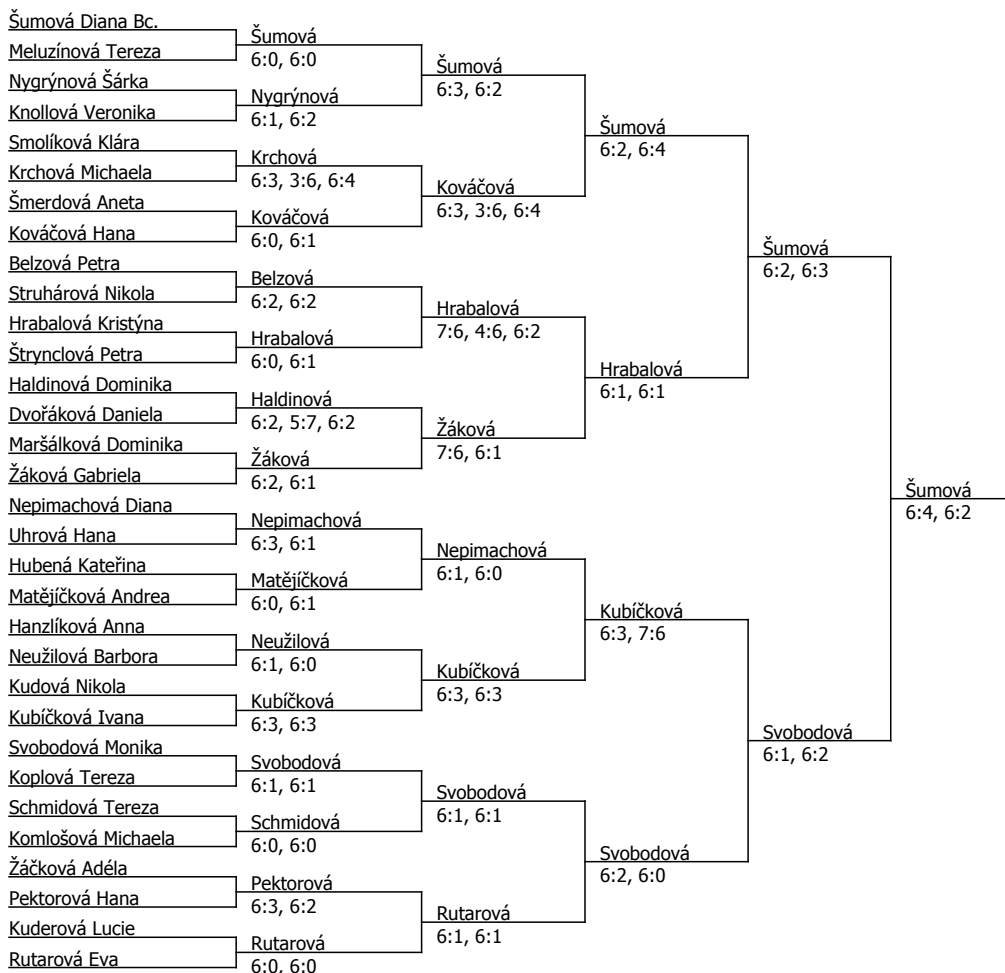 Šumová Diana Bc.
Meluzínová Tereza
Nygrýnová Šárka
Knollová Veronika
Smolíková Klára
Krchová Michaela
Šmerdová Aneta
Kováčová Hana
Belzová Petra
Struhárová Nikola
Hrabalová Kristýna
Štrynclová Petra
Haldinová Dominika
Dvořáková Daniela
Maršálková Dominika
Žáková Gabriela
Nepimachová Diana
Uhrová Hana
Hubená Kateřina
Matějíčková Andrea
Hanzlíková Anna
Neužilová Barbora
Kudová Nikola
Kubíčková Ivana
Svobodová Monika
Koplová Tereza
Schmidová Tereza
Komlošová Michaela
Žáčková Adéla
Pektorová Hana
Kuderová Lucie
Rutarová Eva
Šumová
6:0, 6:0
Nygrýnová
6:1, 6:2
Krchová
6:3, 3:6, 6:4
Kováčová
6:0, 6:1
Belzová
6:2, 6:2
Hrabalová
6:0, 6:1
Haldinová
6:2, 5:7, 6:2
Žáková
6:2, 6:1
Nepimachová
6:3, 6:1
Matějíčková
6:0, 6:1
Neužilová
6:1, 6:0
Kubíčková
6:3, 6:3
Svobodová
6:1, 6:1
Schmidová
6:0, 6:0
Pektorová
6:3, 6:2
Rutarová
6:0, 6:0
Šumová
6:3, 6:2
Kováčová
6:3, 3:6, 6:4
Hrabalová
7:6, 4:6, 6:2
Žáková
7:6, 6:1
Nepimachová
6:1, 6:0
Kubíčková
6:3, 6:3
Svobodová
6:1, 6:1
Rutarová
6:1, 6:1
Šumová
6:2, 6:4
Hrabalová
6:1, 6:1
Kubíčková
6:3, 7:6
Svobodová
6:2, 6:0
Šumová
6:2, 6:3
Svobodová
6:1, 6:2
Šumová
6:4, 6:2